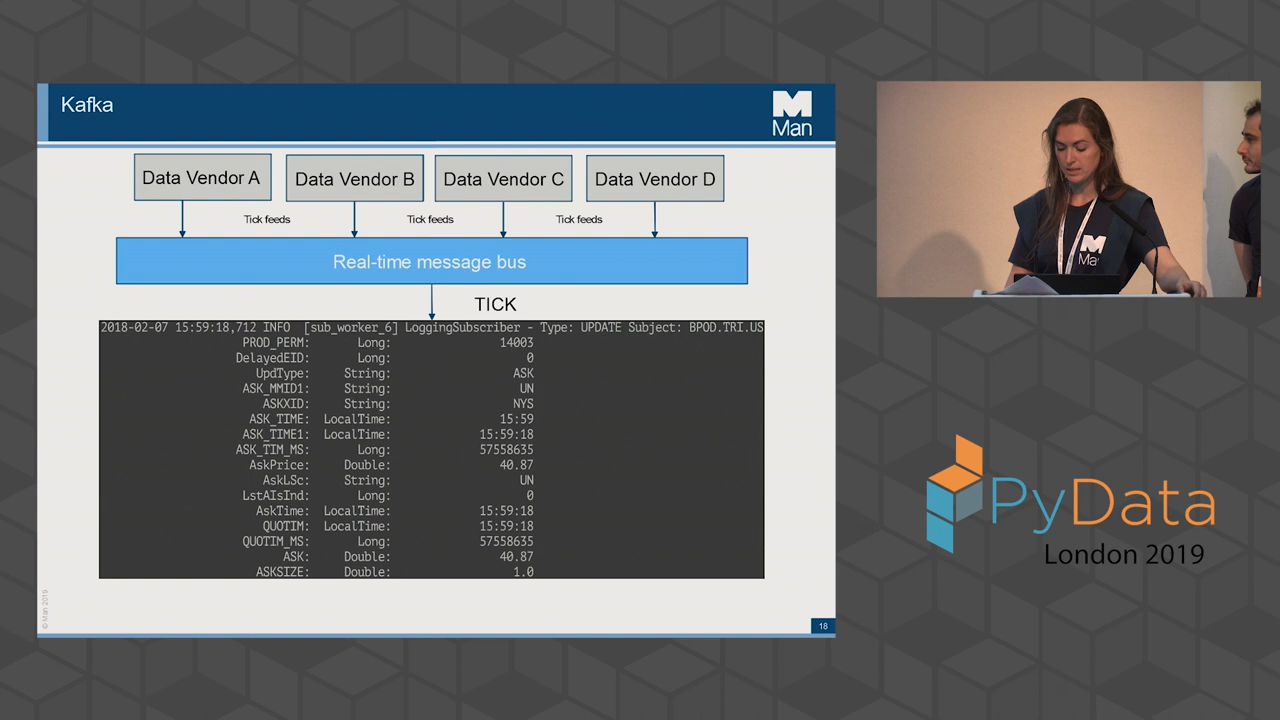 Kafka
Man
Data Vendor A
Data Vendor B
Data Vendor C
Data Vendor D
Tick feeds
Tick feeds
Tick feeds
Real-time message bus
TICK
2018-02-07 15:59:18,712 INFO [sub_worker_6] LoggingSubscriber - Type: UPDATE Subject: BPOD.TRI.US
PROD_PERM: Long: 14003
DelayedEID: Long: 0
UpdType: String: ASK
ASK_MMID1: String: UN
ASKXID: String: NYS
ASK_TIME: LocalTime: 15:59
ASK_TIME1: LocalTime: 15:59:18
ASK_TIM_MS: Long: 57558635
AskPrice: Double: 40.87
AskLSc: String: UN
LstAIsInd: Long: 0
AskTime: LocalTime: 15:59:18
QUOTIM: LocalTime: 15:59:18
QUOTIM_MS: Long: 57558635
ASK: Double: 40.87
ASKSIZE: Double: 1.0
© Man 2019
18
Ma
PyData
London 2019